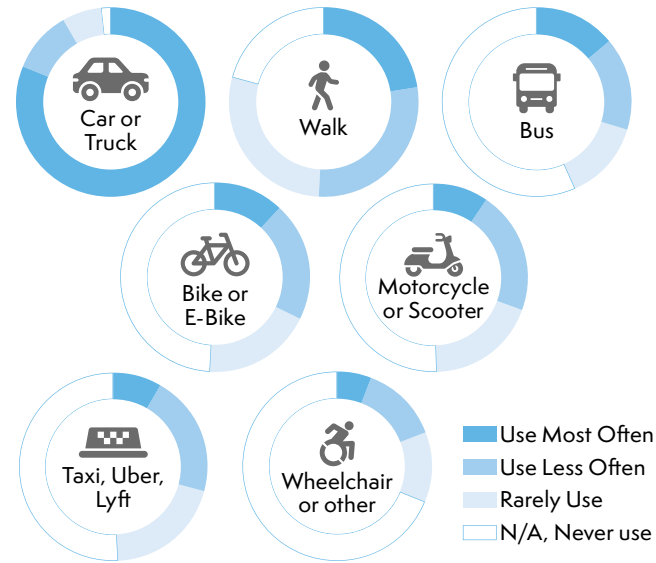 Car or
Truck
Walk
Bus
Bike or
E-Bike
Motorcycle
or Scooter
Taxi, Uber,
Lyft
Wheelchair
or other
Use Most Often
Use Less Often
Rarely Use
N/A, Never use